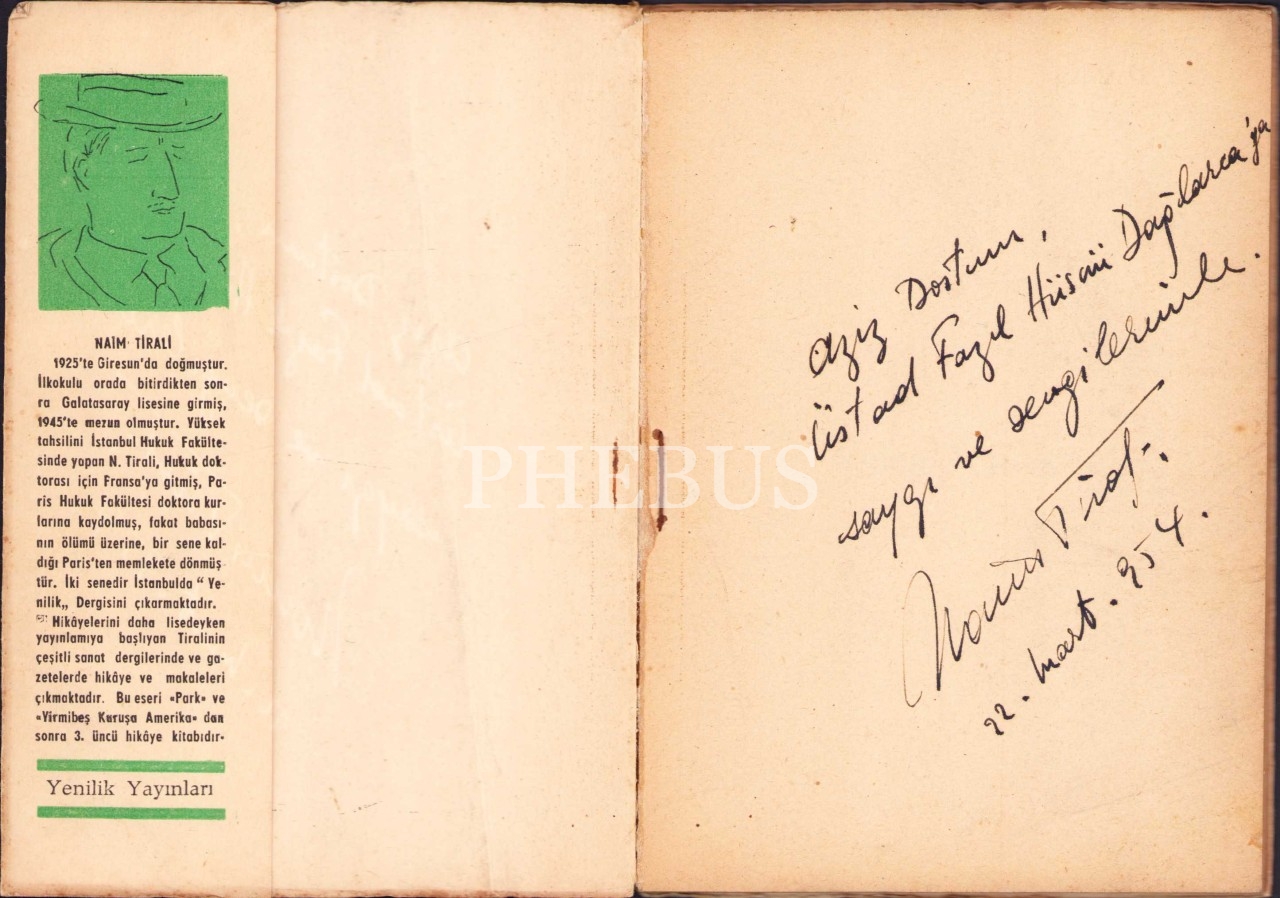 NAİM TİRALİ
1925'te Giresun'da doğmuştur.
İlkokulu orada bitirdikten son-
ra Galatasaray lisesine girmiş,
1945'te mezun olmuştur. Yüksek
tahsilini İstanbul Hukuk Fakülte-
sinde yapan N. Tirali, Hukuk dok-
torası için Fransa'ya gitmiş, Pa-
ris Hukuk Fakültesi doktora kur-
larına kaydolmuş, fakat babası-
nın ölümü üzerine, bir sene kal-
dığı Paris'ten memlekete dönmüş
tür. İki senedir İstanbulda “ Ye-
nilik„ Dergisini çıkarmaktadır.
Hikâyelerini daha lisedeyken
yayınlamıya başlıyan Tiralinin
çeşitli sanat dergilerinde ve ga-
zetelerde hikâye ve makaleleri
çıkmaktadır. Bu eseri «Park» ve
«Yirmibeş Kuruşa Amerika» dan
sonra 3. üncü hikâye kitabıdır.
Yenilik Yayınları
PHEBUS
Aziz Dostum,
Üstad Fazıl Hüsnü Dağlarca'ya
saygı ve sevgilerimle.
Naim Tirali
22. Mart. 954.